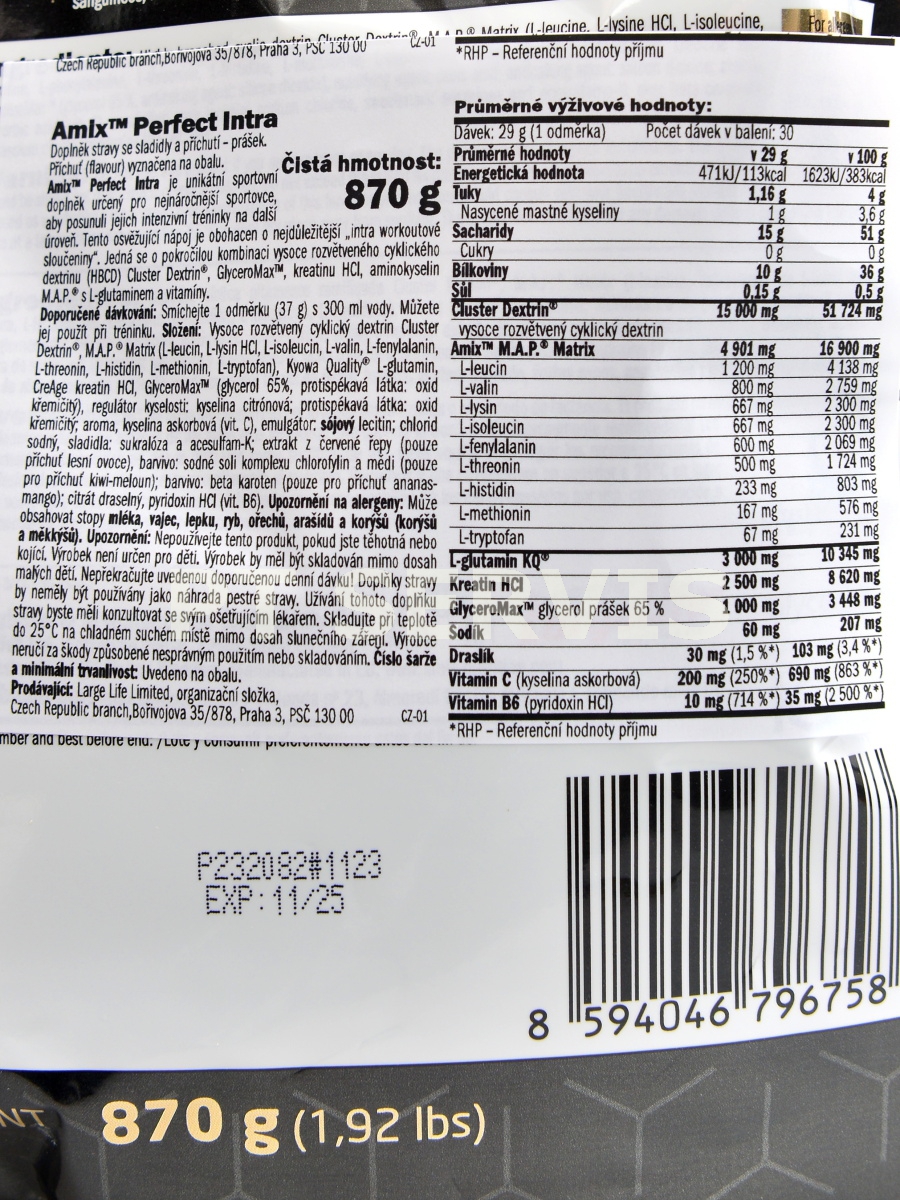 Matrix (L-leucine, L-lysine HCl, L-isoleucine,
Czech Republic branch,Bořivojova 35/878, Praha 3, PSČ 130 00 CZ-01
*RHP – Referenční hodnoty příjmu
Amix™ Perfect Intra
Doplněk stravy se sladidly a příchutí – prášek.
Příchuť (flavour) vyznačena na obalu.
Amix™ Perfect Intra je unikátní sportovní
doplněk určený pro nejnáročnější sportovce,
aby posunuli jejich intenzivní tréninky na další
Čistá hmotnost:
870 g
úroveň. Tento osvěžující nápoj je obohacen o nejdůležitější „intra workoutové
sloučeniny“. Jedná se o pokročilou kombinaci vysoce rozvětveného cyklického
dextrinu (HBCD) Cluster Dextrin®, GlyceroMax™, kreatinu HCl, aminokyselin
M.A.P.® s L-glutaminem a vitamíny.
Doporučené dávkování: Smíchejte 1 odměrku (37 g) s 300 ml vody. Můžete
jej použít při tréninku. Složení: Vysoce rozvětvený cyklický dextrin Cluster
Dextrin®, M.A.P.® Matrix (L-leucin, L-lysin HCl, L-isoleucin, L-valin, L-fenylalanin,
L-threonin, L-histidin, L-methionin, L-tryptofan), Kyowa Quality® L-glutamin,
CreAge kreatin HCl, GlyceroMax™ (glycerol 65%, protispékavá látka: oxid
křemičitý), regulátor kyselosti: kyselina citrónová; protispékavá látka: oxid
křemičitý; aroma, kyselina askorbová (vit. C), emulgátor: sójový lecitin; chlorid
sodný, sladidla: sukralóza a acesulfam-K; extrakt z červené řepy (pouze
příchuť lesní ovoce), barvivo: sodné soli komplexu chlorofylin a mědi (pouze
pro příchuť kiwi-meloun); barvivo: beta karoten (pouze pro příchuť ananas-
mango); citrát draselný, pyridoxin HCl (vit. B6). Upozornění na alergeny: Může
obsahovat stopy mléka, vajec, lepku, ryb, ořechů, arašídů a korýšů (korýšů
a měkkýšů). Upozornění: Nepoužívejte tento produkt, pokud jste těhotná nebo
kojící. Výrobek není určen pro děti. Výrobek by měl být skladován mimo dosah
malých dětí. Nepřekračujte uvedenou doporučenou denní dávku! Doplňky stravy
by neměly být používány jako náhrada pestré stravy. Užívání tohoto doplňku
stravy byste měli konzultovat se svým ošetřujícím lékařem. Skladujte při teplotě
do 25°C na chladném suchém místě mimo dosah slunečního záření. Výrobce
neručí za škody způsobené nesprávným použitím nebo skladováním. Číslo šarže
a minimální trvanlivost: Uvedeno na obalu.
Prodávající: Large Life Limited, organizační složka,
Czech Republic branch,Bořivojova 35/878, Praha 3, PSČ 130 00 CZ-01
Průměrné výživové hodnoty:
Dávka: 29 g (1 odměrka) Počet dávek v balení: 30
Průměrné hodnoty v 29 g v 100 g
Energetická hodnota 471kJ/113kcal 1623kJ/383kcal
Tuky 1,16 g 4 g
Nasycené mastné kyseliny 1 g 3,6 g
Sacharidy 15 g 51 g
Cukry 0 g 0 g
Bílkoviny 10 g 36 g
Sůl 0,15 g 0,5 g
Cluster Dextrin® 15 000 mg 51 724 mg
vysoce rozvětvený cyklický dextrin
Amix™ M.A.P.® Matrix 4 901 mg 16 900 mg
L-leucin 1 200 mg 4 138 mg
L-valin 800 mg 2 759 mg
L-lysin 667 mg 2 300 mg
L-isoleucin 667 mg 2 300 mg
L-fenylalanin 600 mg 2 069 mg
L-threonin 500 mg 1 724 mg
L-histidin 233 mg 803 mg
L-methionin 167 mg 576 mg
L-tryptofan 67 mg 231 mg
L-glutamin KQ® 3 000 mg 10 345 mg
Kreatin HCl 2 500 mg 8 620 mg
GlyceroMax™ glycerol prášek 65 % 1 000 mg 3 448 mg
Sodík 60 mg 207 mg
Draslík 30 mg (1,5 %*) 103 mg (3,4 %*)
Vitamin C (kyselina askorbová) 200 mg (250%*) 690 mg (863 %*)
Vitamin B6 (pyridoxin HCl) 10 mg (714 %*) 35 mg (2 500 %*)
*RHP – Referenční hodnoty příjmu
P232082#1123
EXP:11/25
8 594046 796758
870 g (1,92 lbs)